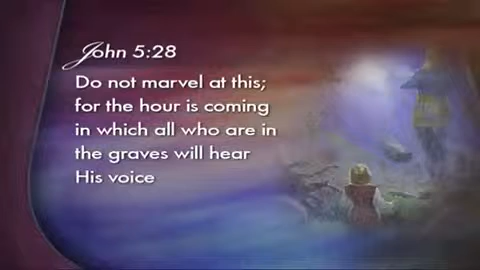 John 5:28
Do not marvel at this;
for the hour is coming
in which all who are in
the graves will hear
His voice